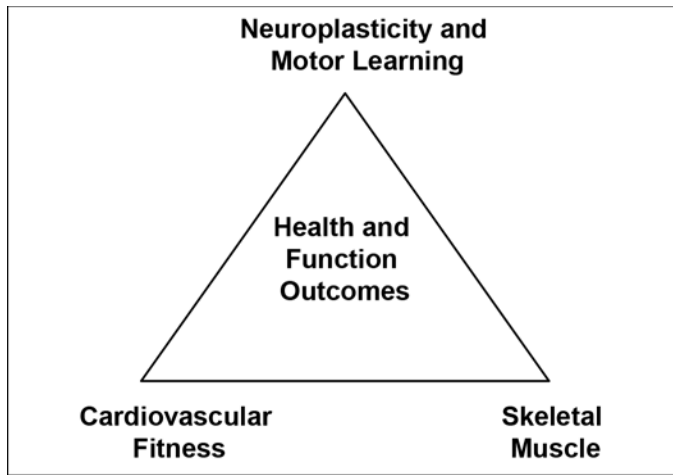 Neuroplasticity and
Motor Learning
Health and
Function
Outcomes
Cardiovascular
Fitness
Skeletal
Muscle